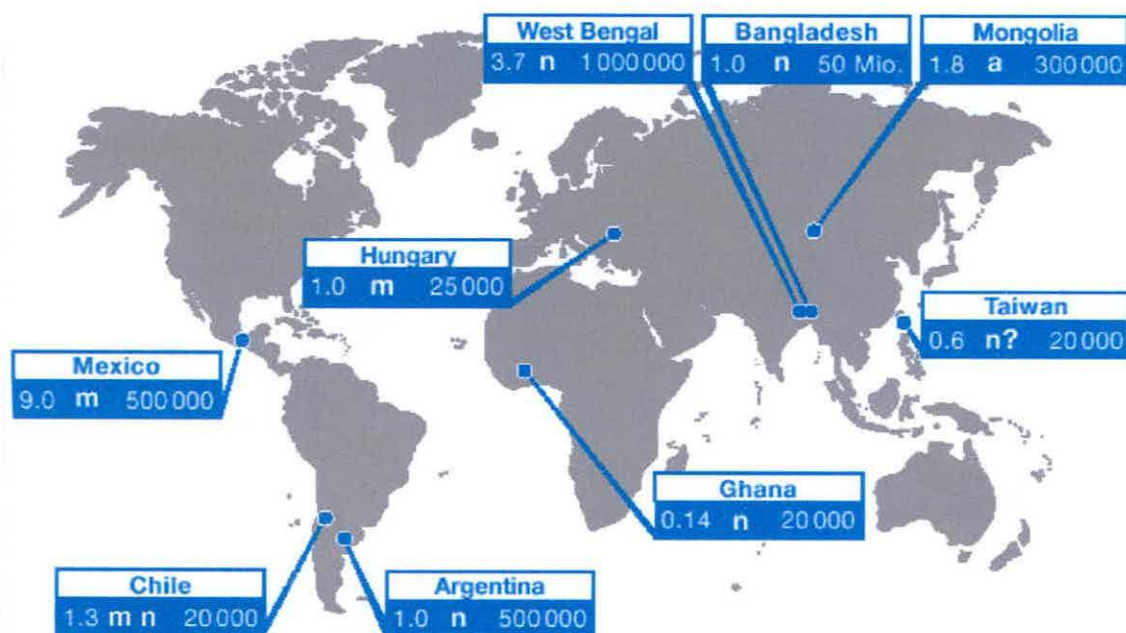 West Bengal
3.7 n 1 000 000
Bangladesh
1.0 n 50 Mio.
Mongolia
1.8 a 300 000
Hungary
1.0 m 25 000
Taiwan
0.6 n? 20 000
Mexico
9.0 m 500 000
Ghana
0.14 n 20 000
Chile
1.3 m n 20 000
Argentina
1.0 n 500 000